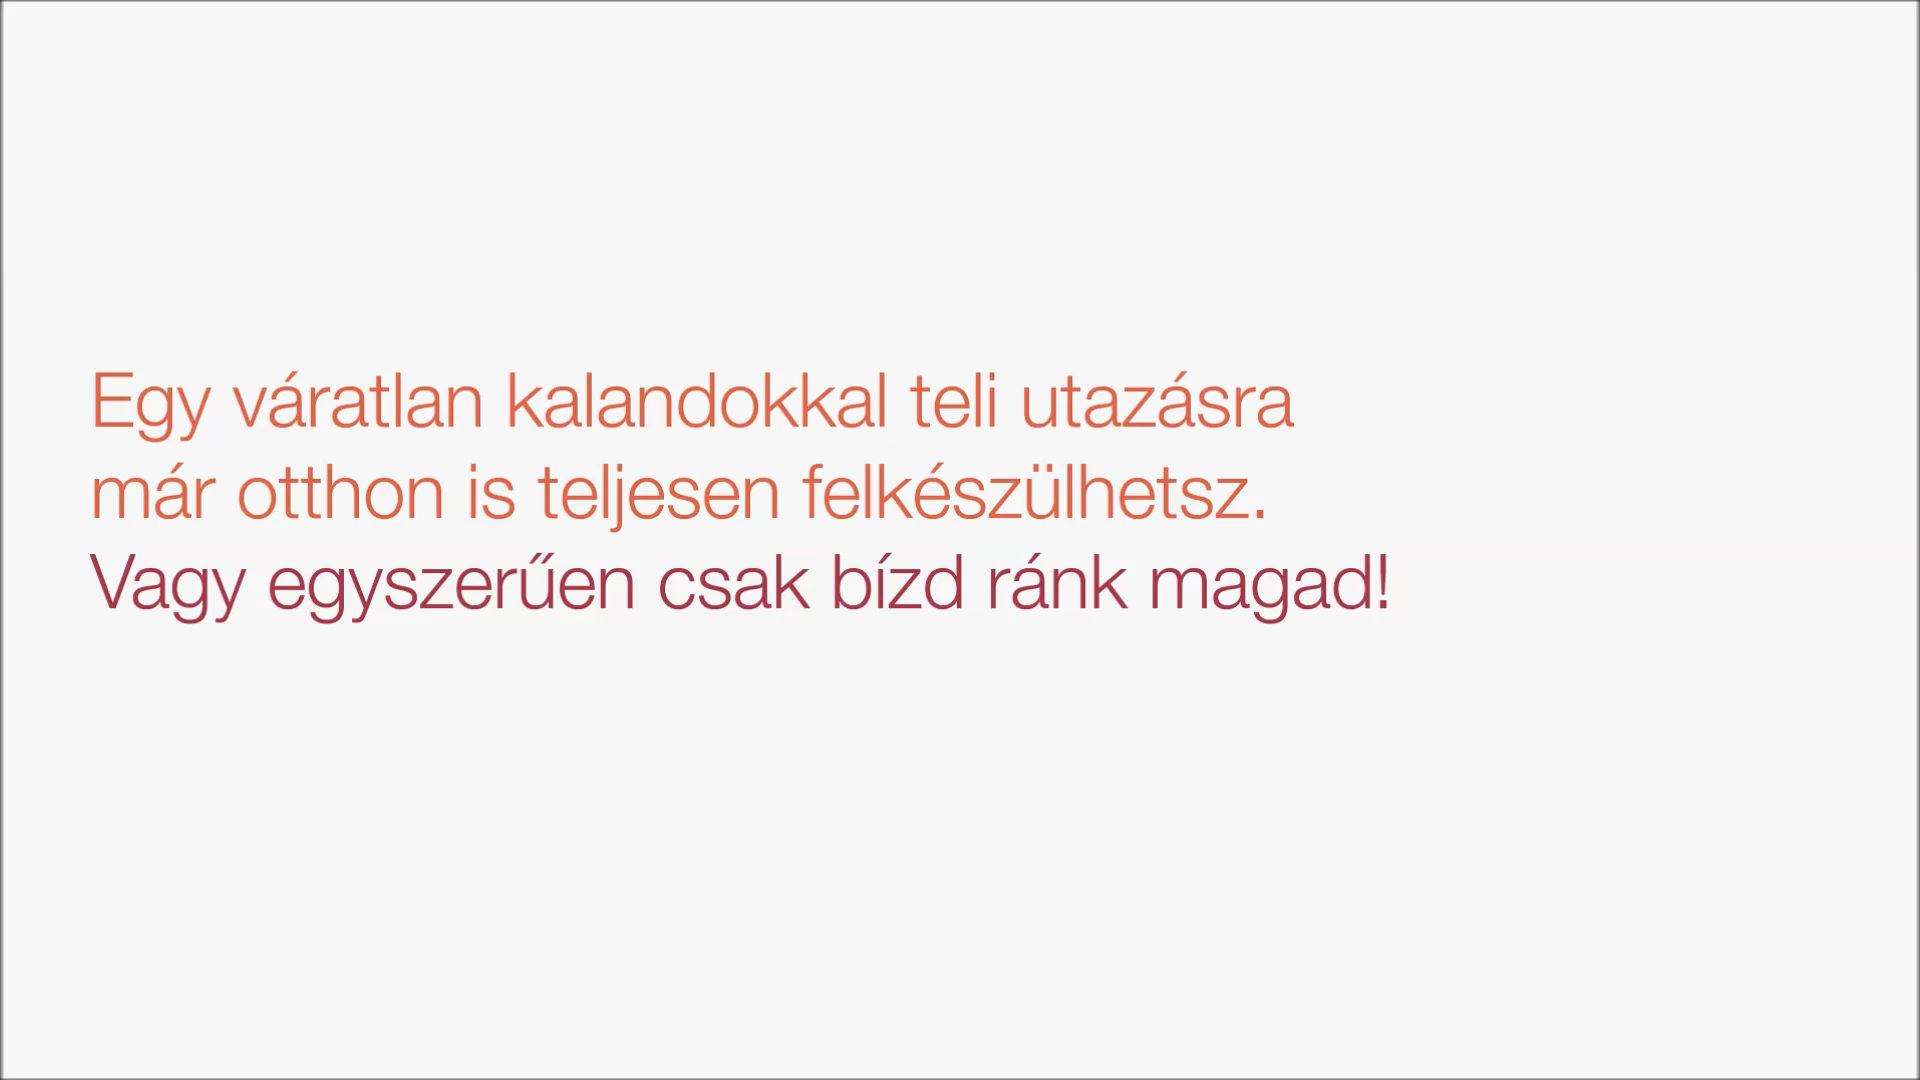 Egy váratlan kalandokkal teli utazásra
már otthon is teljesen felkészülhetsz.
Vagy egyszerűen csak bízd ránk magad!